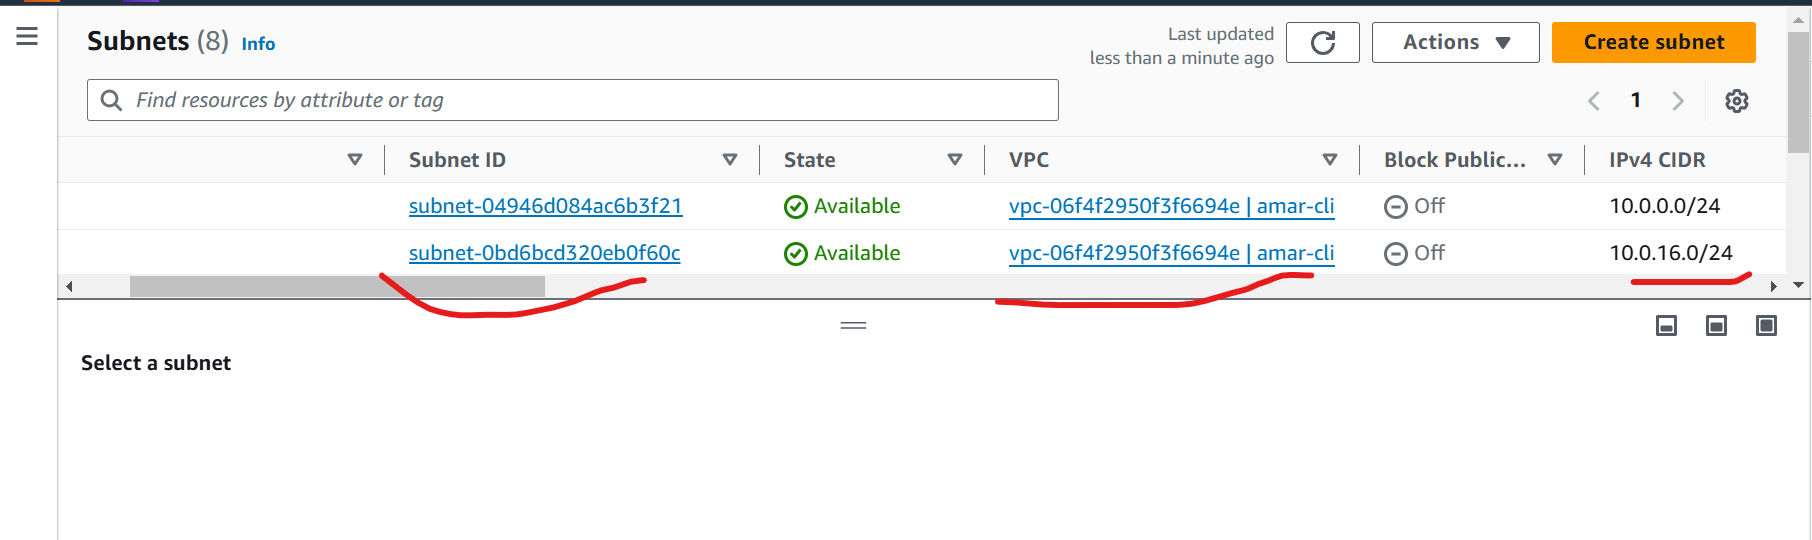 Subnets (8) Info
Last updated
less than a minute ago
Actions
Create subnet
Find resources by attribute or tag
1
Subnet ID State VPC Block Public... IPv4 CIDR
subnet-04946d084ac6b3f21 Available vpc-06f4f2950f3f6694e | amar-cli Off 10.0.0.0/24
subnet-0bd6bcd320eb0f60c Available vpc-06f4f2950f3f6694e | amar-cli Off 10.0.16.0/24
Select a subnet